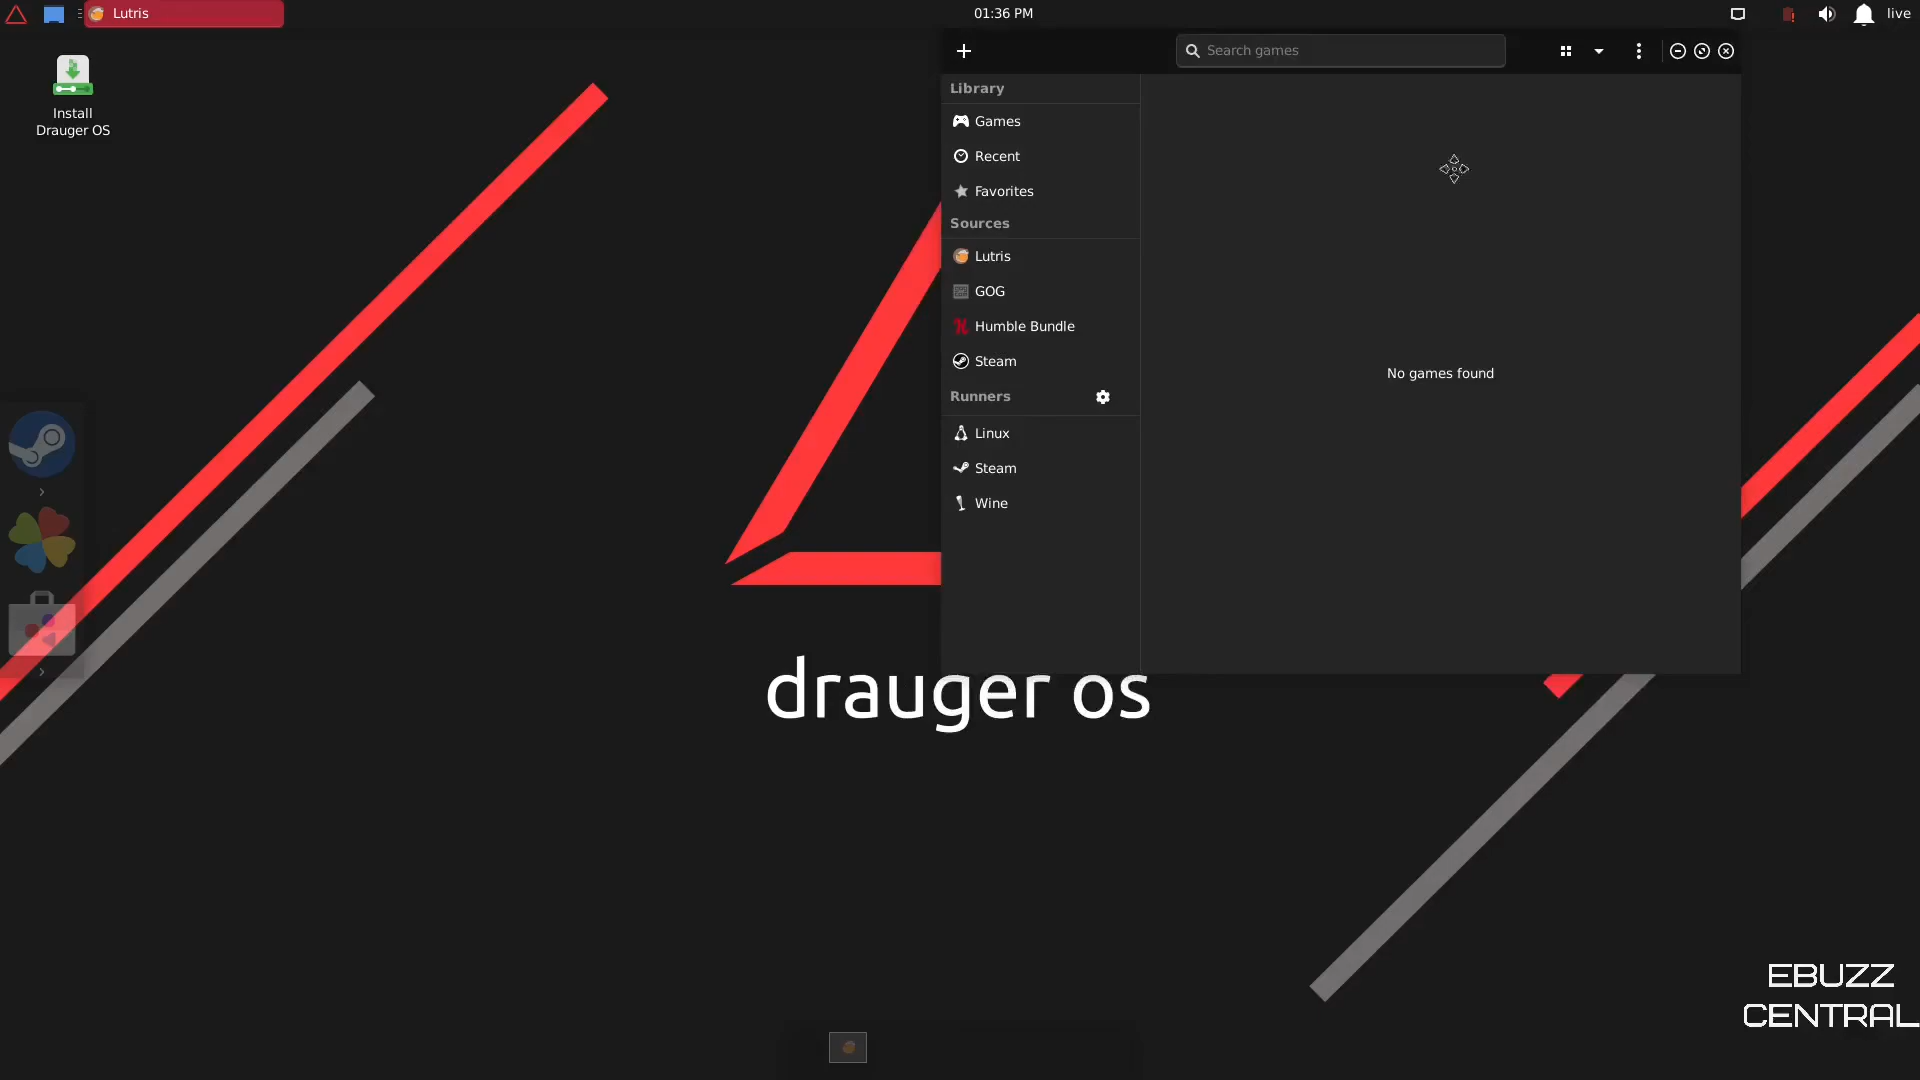 Lutris
01:36 PM
live
Install
Drauger OS
Search games
Library
Games
Recent
Favorites
Sources
Lutris
GOG
Humble Bundle
Steam
Runners
Linux
Steam
Wine
No games found
drauger os
EBUZZ
CENTRAL